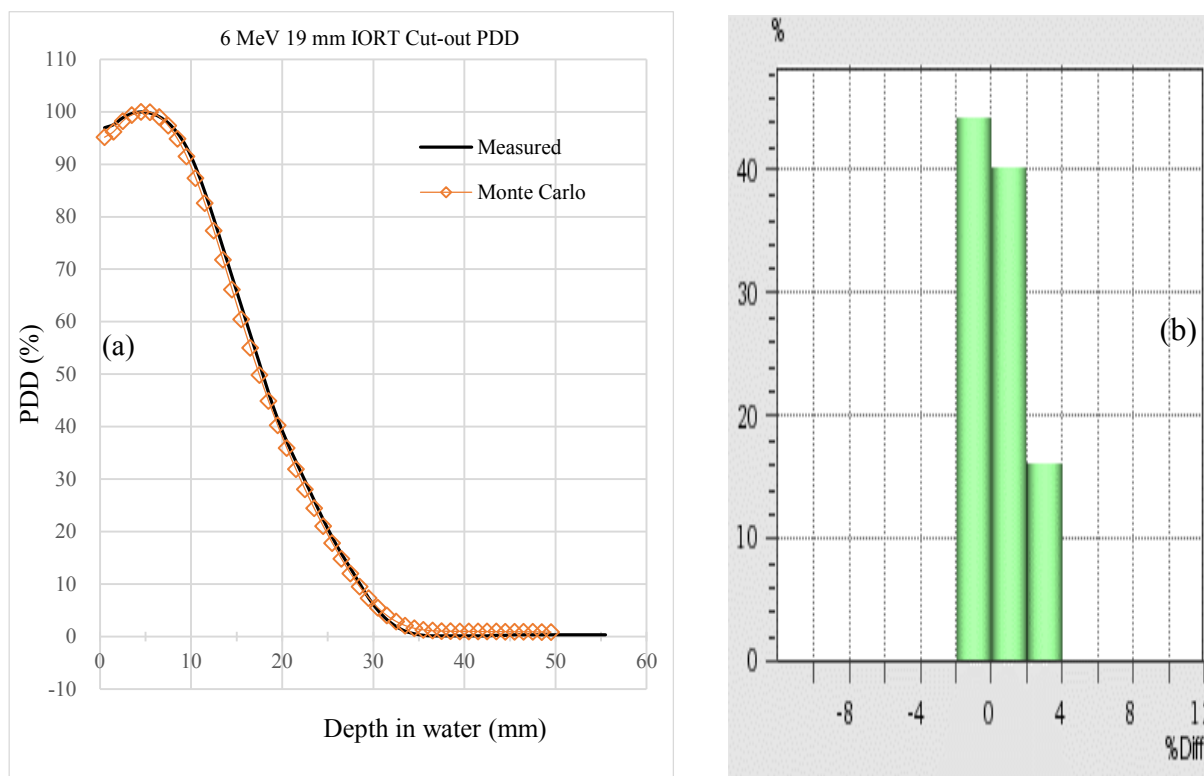 6 MeV 19 mm IORT Cut-out PDD
110
100
90
80
70
60
50
40
30
20
10
0
-10
PDD (%)
(a)
Measured
Monte Carlo
0 10 20 30 40 50 60
Depth in water (mm)
%
40
30
20
10
0
(b)
-8 -4 0 4 8
%Diff